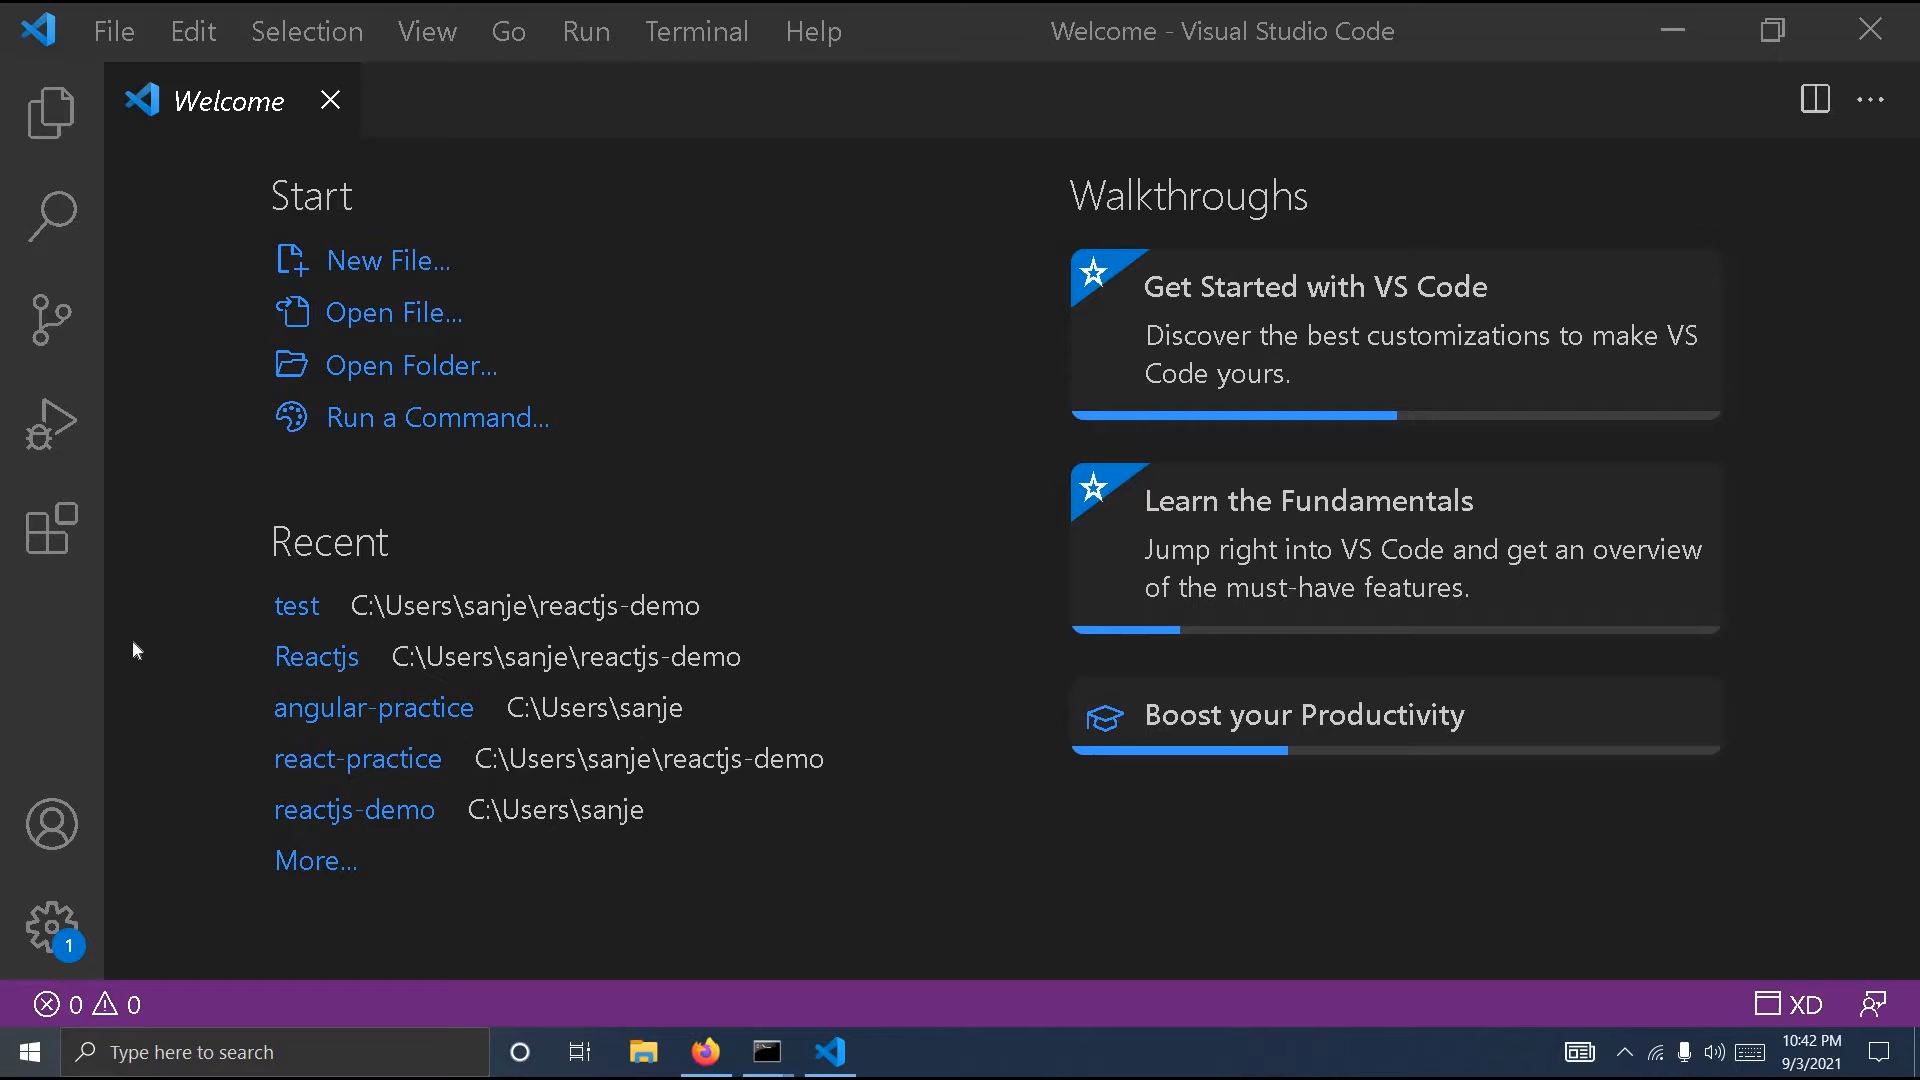 File Edit Selection View Go Run Terminal Help Welcome - Visual Studio Code
Welcome
Start
New File...
Open File...
Open Folder...
Run a Command...
Recent
test C:\Users\sanje\reactjs-demo
Reactjs C:\Users\sanje\reactjs-demo
angular-practice C:\Users\sanje
react-practice C:\Users\sanje\reactjs-demo
reactjs-demo C:\Users\sanje
More...
Walkthroughs
Get Started with VS Code
Discover the best customizations to make VS
Code yours.
Learn the Fundamentals
Jump right into VS Code and get an overview
of the must-have features.
Boost your Productivity
1
0 0 XD
Type here to search
10:42 PM
9/3/2021